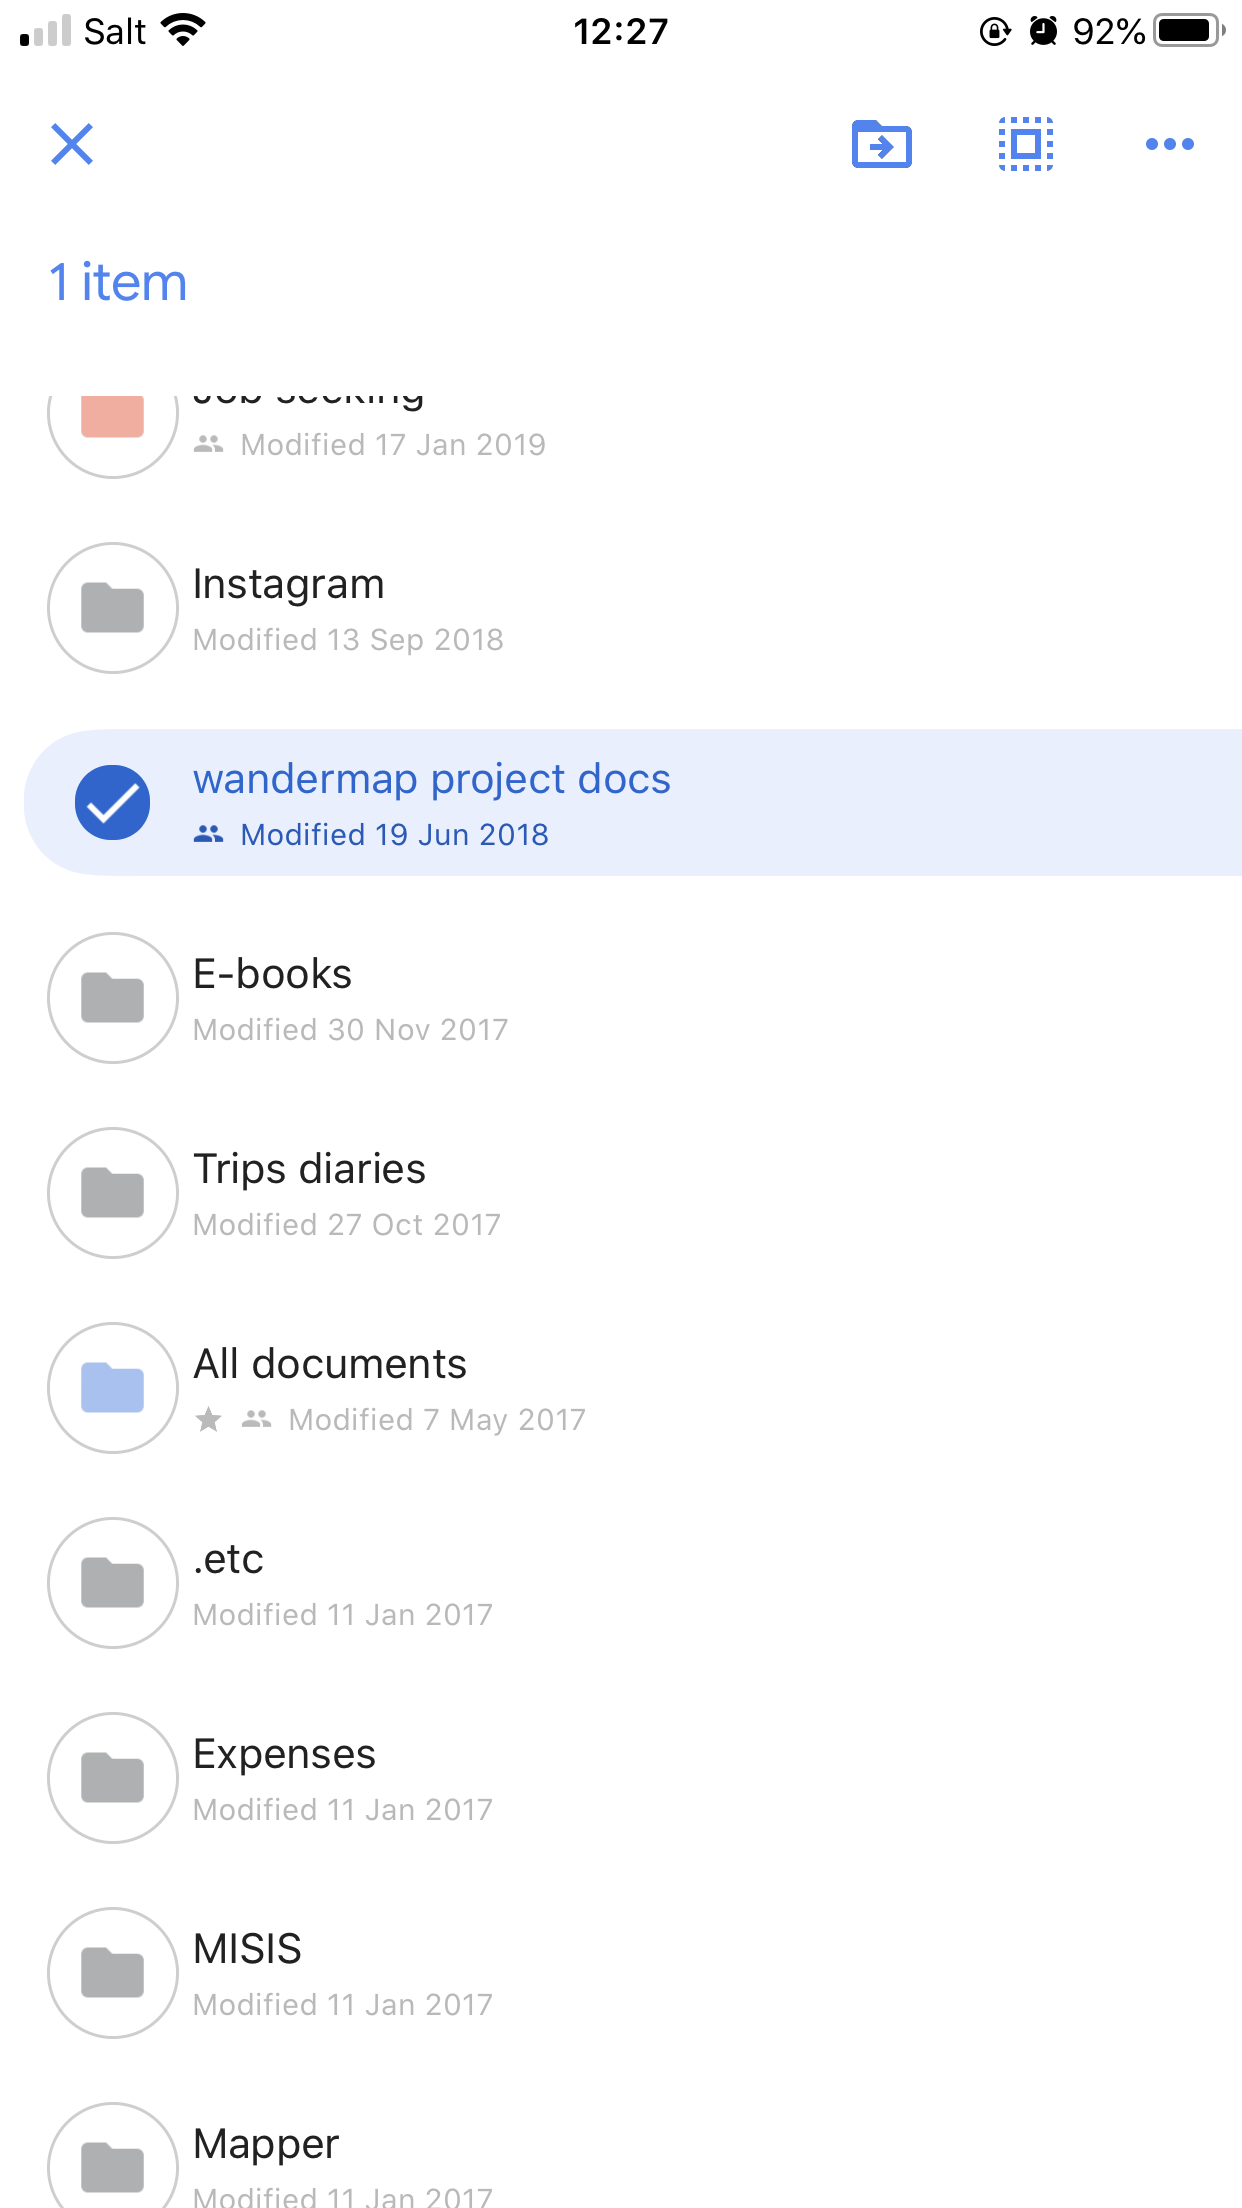 Salt
12:27
92%
1 item
Job seeking
Modified 17 Jan 2019
Instagram
Modified 13 Sep 2018
wandermap project docs
Modified 19 Jun 2018
E-books
Modified 30 Nov 2017
Trips diaries
Modified 27 Oct 2017
All documents
Modified 7 May 2017
.etc
Modified 11 Jan 2017
Expenses
Modified 11 Jan 2017
MISIS
Modified 11 Jan 2017
Mapper
Modified 11 Jan 2017